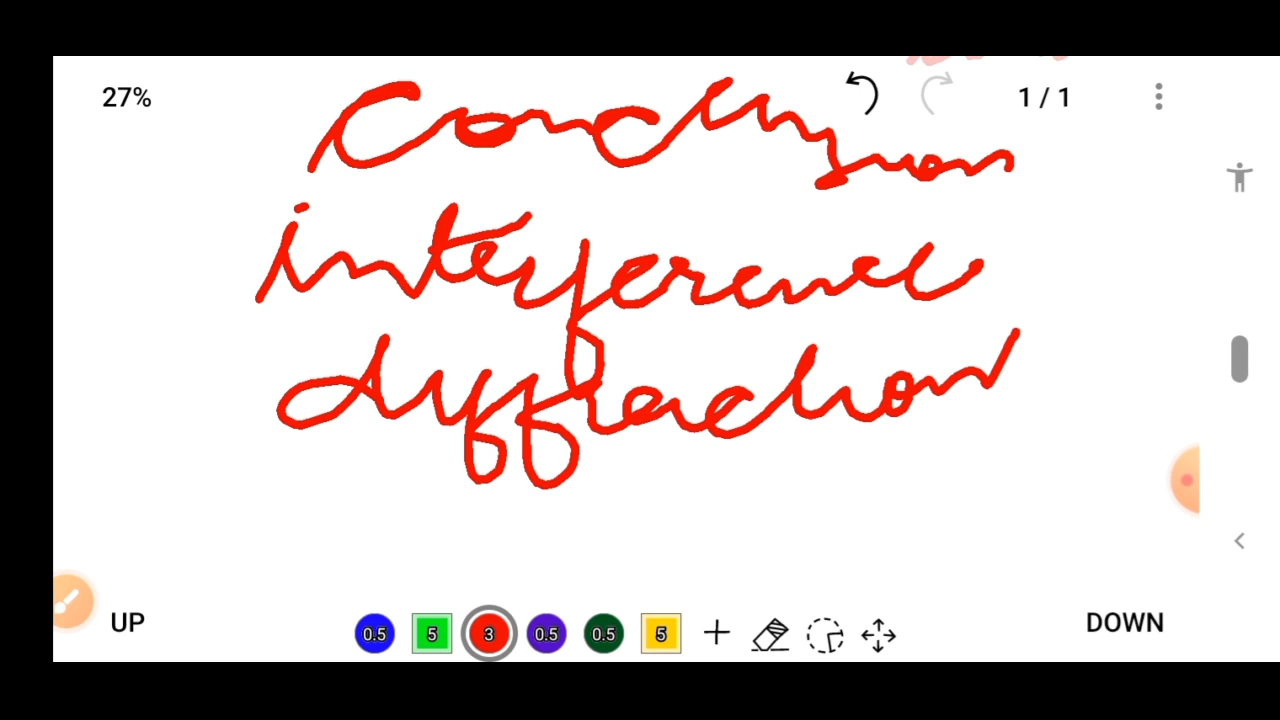 27%
1 / 1
Conclusion
interference
diffraction
UP
0.5 5 3 0.5 0.5 5
DOWN